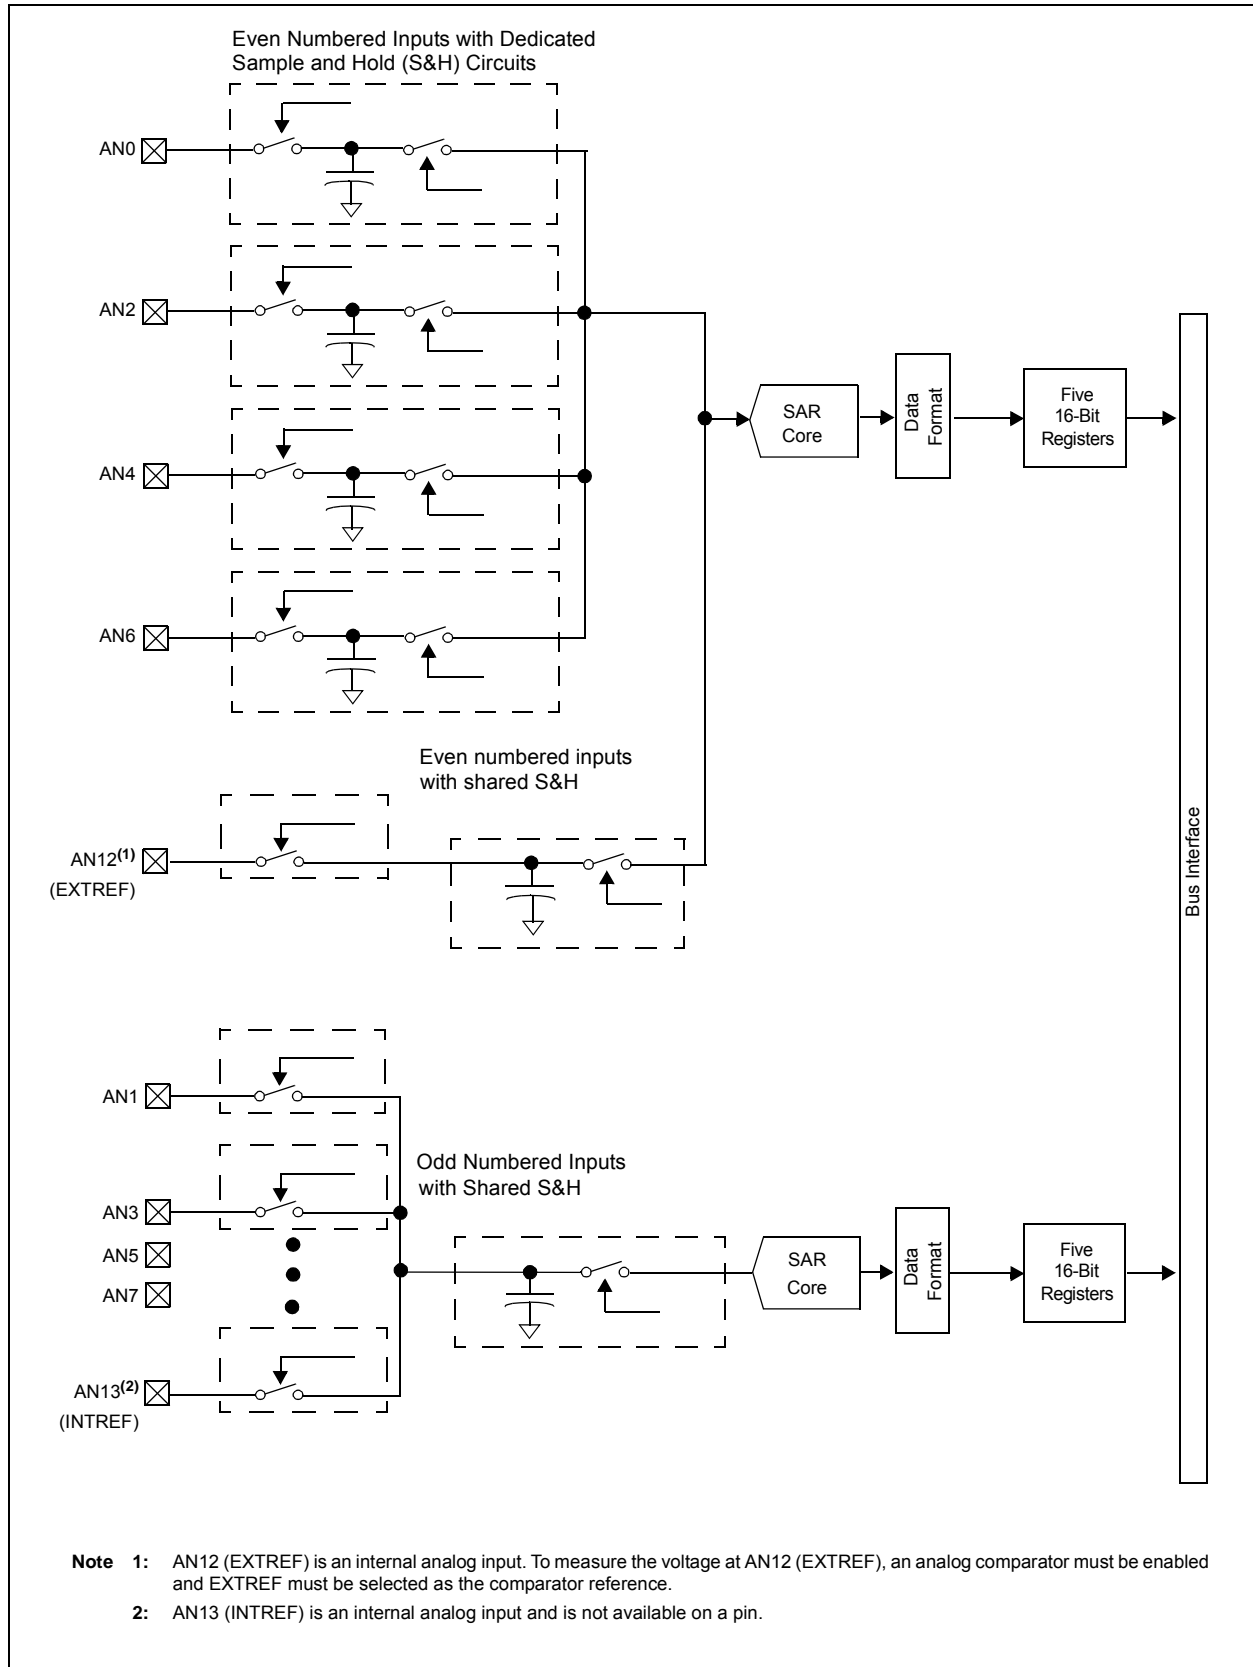 Even Numbered Inputs with Dedicated
Sample and Hold (S&H) Circuits
AN0
AN2
AN4
AN6
SAR
Core
Data
Format
Five
16-Bit
Registers
Even numbered inputs
with shared S&H
AN12(1)
(EXTREF)
Bus Interface
AN1
Odd Numbered Inputs
with Shared S&H
AN3
AN5
AN7
SAR
Core
Data
Format
Five
16-Bit
Registers
AN13(2)
(INTREF)
Note 1: AN12 (EXTREF) is an internal analog input. To measure the voltage at AN12 (EXTREF), an analog comparator must be enabled
and EXTREF must be selected as the comparator reference.
2: AN13 (INTREF) is an internal analog input and is not available on a pin.